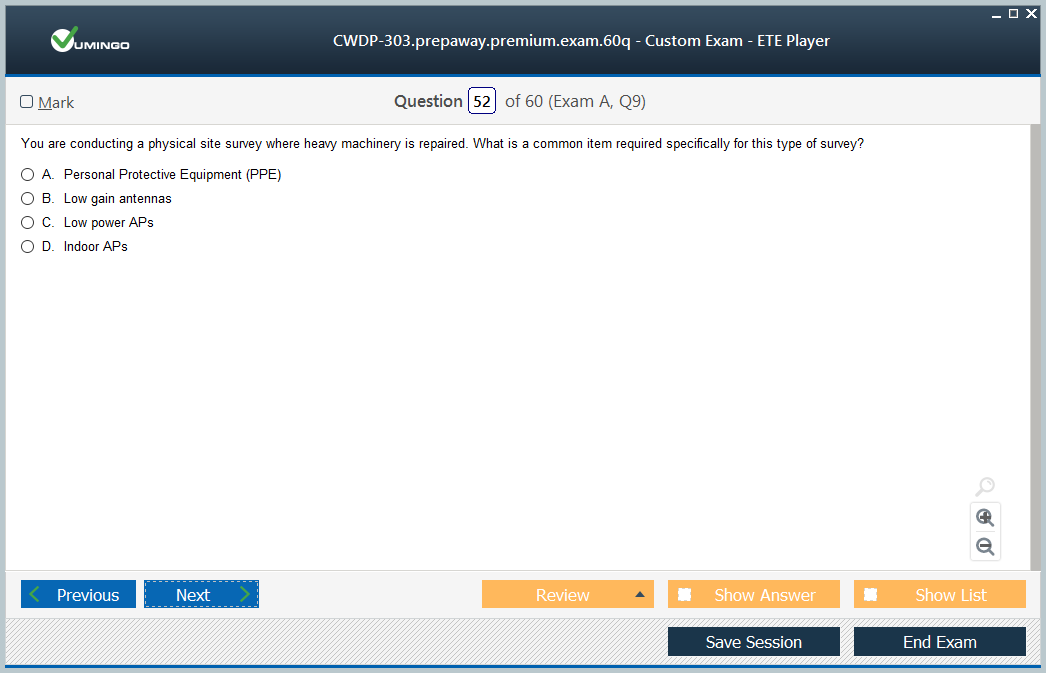 VUMINGO
CWDP-303.prepaway.premium.exam.60q - Custom Exam - ETE Player
Mark
Question 52 of 60 (Exam A, Q9)
You are conducting a physical site survey where heavy machinery is repaired. What is a common item required specifically for this type of survey?
A. Personal Protective Equipment (PPE)
B. Low gain antennas
C. Low power APs
D. Indoor APs
Previous Next Review Show Answer Show List
Save Session End Exam